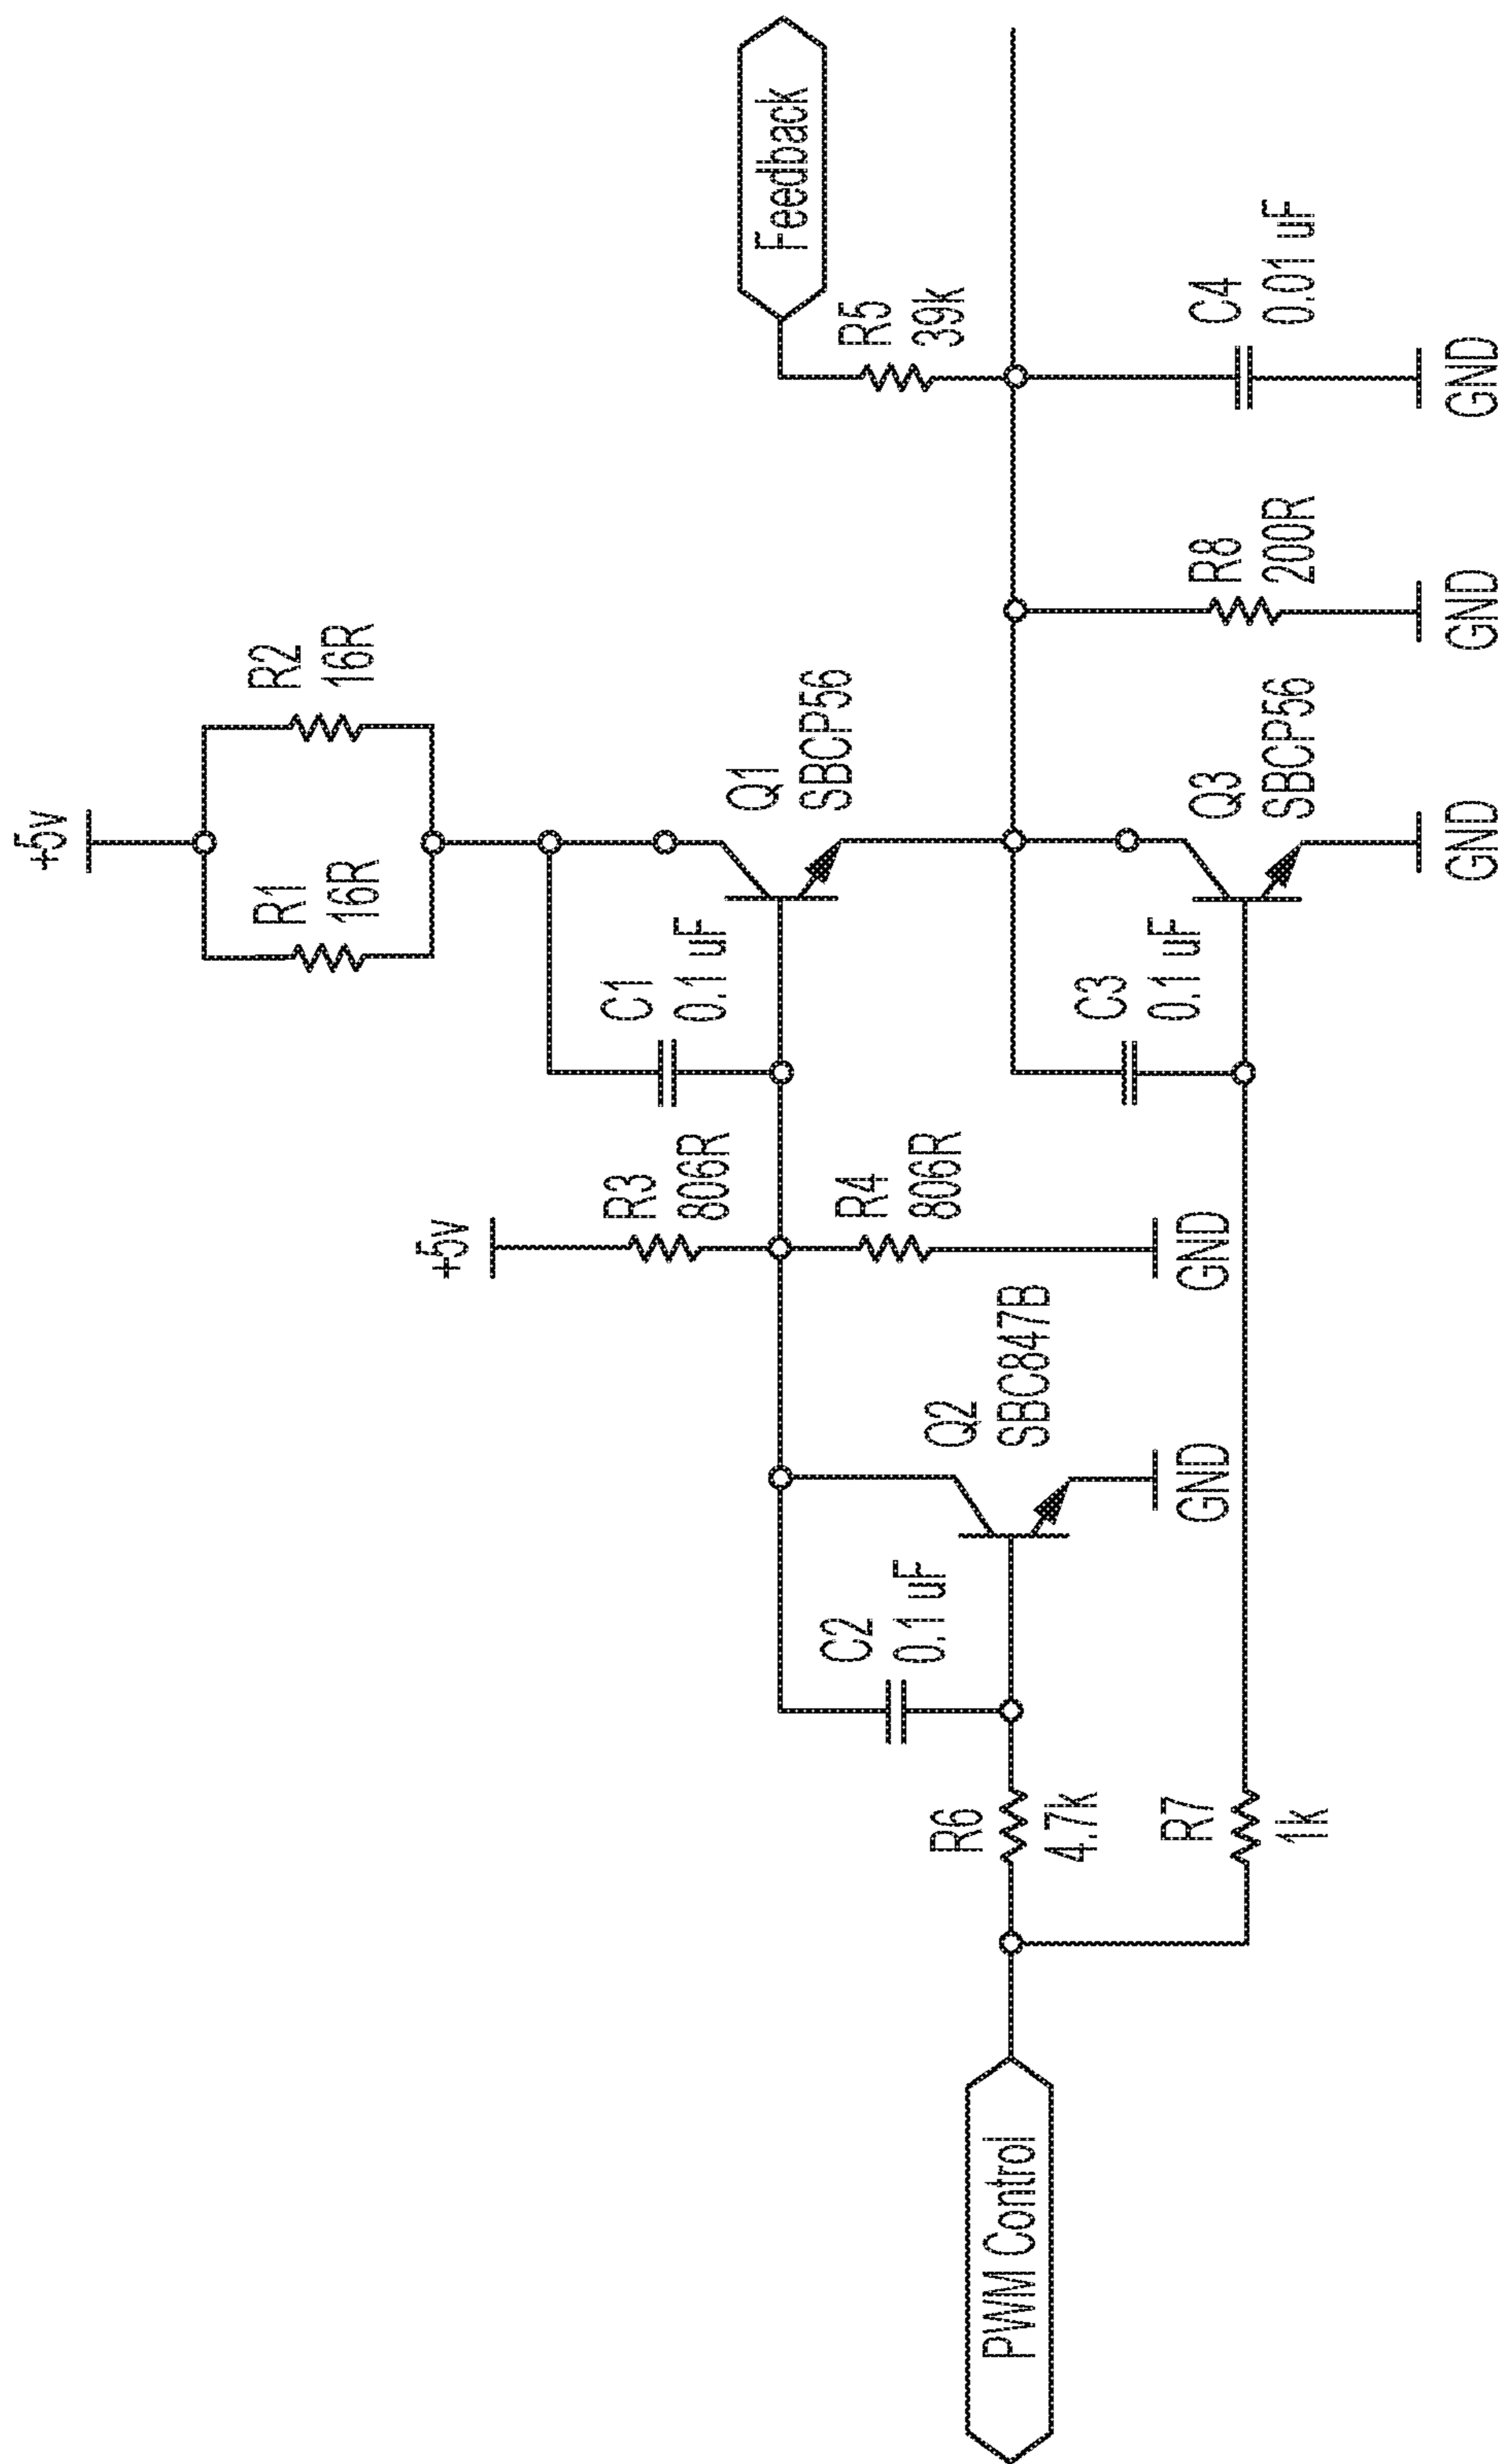 +5v
R1
16R
R2
16R
+5v
C1
0.1 uF
R3
806R
Q1
SBCP56
Feedback
R5
39k
C2
0.1 uF
Q2
SBC847B
R4
806R
PWM Control
R6
4.7k
GND
GND
C3
0.1 uF
Q3
SBCP56
R8
200R
C4
0.01 uF
R7
1k
GND
GND
GND